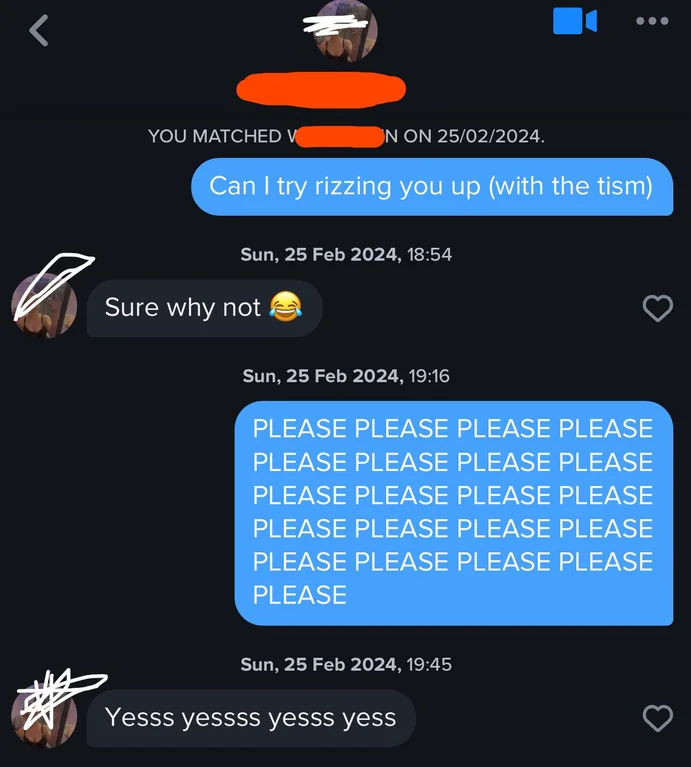 YOU MATCHED ON 25/02/2024.
Can I try rizzing you up (with the tism)
Sun, 25 Feb 2024, 18:54
Sure why not 😂
Sun, 25 Feb 2024, 19:16
PLEASE PLEASE PLEASE PLEASE
PLEASE PLEASE PLEASE PLEASE
PLEASE PLEASE PLEASE PLEASE
PLEASE PLEASE PLEASE PLEASE
PLEASE PLEASE PLEASE PLEASE
PLEASE
Sun, 25 Feb 2024, 19:45
Yesss yessss yesss yess